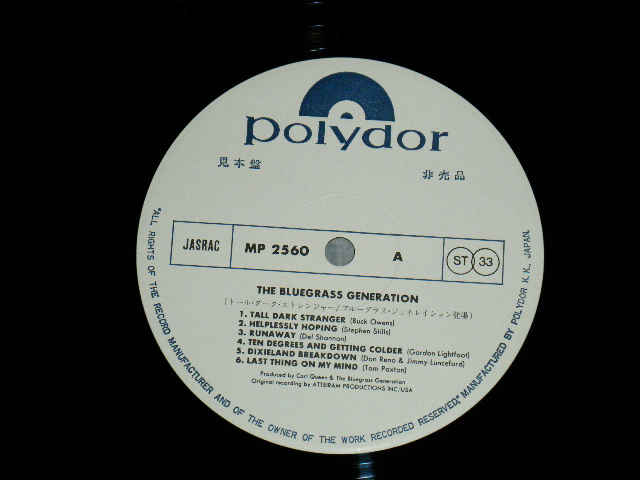 polydor
見本盤
非売品
JASRAC
MP 2560
A
ST 33
THE BLUEGRASS GENERATION
(トール・ダーク・ストレンジャー/ブルーグラス・ジェネレイション登場)
1. TALL DARK STRANGER (Buck Owens)
2. HELPLESSLY HOPING (Stephen Stills)
3. RUNAWAY (Del Shannon)
4. TEN DEGREES AND GETTING COLDER (Gordon Lightfoot)
5. DIXIELAND BREAKDOWN (Don Reno & Jimmy Lunceford)
6. LAST THING ON MY MIND (Tom Paxton)
Produced by Carl Queen & The Bluegrass Generation
Original recording by ATTEIRAM PRODUCTIONS INC./USA
"ALL RIGHTS OF THE RECORD MANUFACTURER AND OF THE OWNER OF THE WORK RECORDED RESERVED," MANUFACTURED BY POLYDOR K. K., JAPAN.